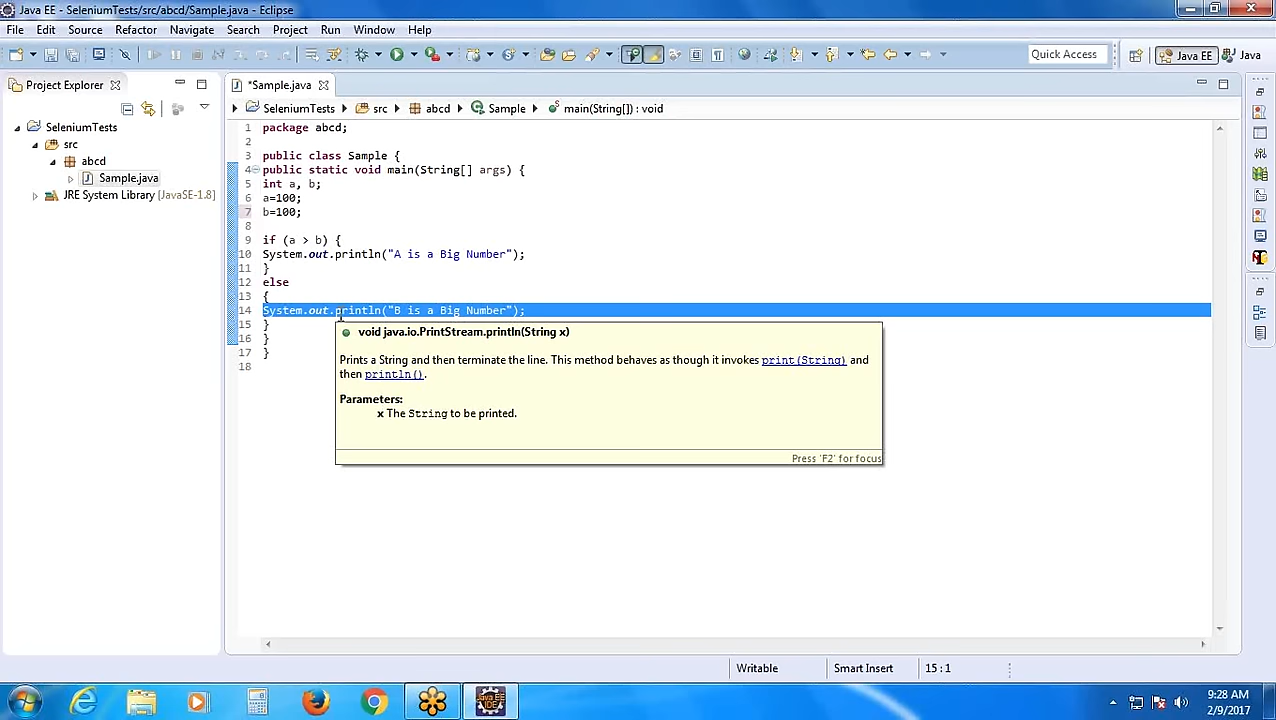 Java EE - SeleniumTests/src/abcd/Sample.java - Eclipse
File Edit Source Refactor Navigate Search Project Run Window Help
Quick Access
Java EE
Java
Project Explorer
*Sample.java
SeleniumTests
src
abcd
Sample
main(String[]) : void
SeleniumTests
src
abcd
Sample.java
JRE System Library [JavaSE-1.8]
1 package abcd;
2
3 public class Sample {
4 public static void main(String[] args) {
5 int a, b;
6 a=100;
7 b=100;
8
9 if (a > b) {
10 System.out.println("A is a Big Number");
11 }
12 else
13 {
14 System.out.println("B is a Big Number");
15 }
16 }
17 }
18
void java.io.PrintStream.println(String x)
Prints a String and then terminate the line. This method behaves as though it invokes print(String) and
then println().
Parameters:
x The String to be printed.
Press 'F2' for focus
Writable
Smart Insert
15 : 1
Java EE
IDE
9:28 AM
2/9/2017